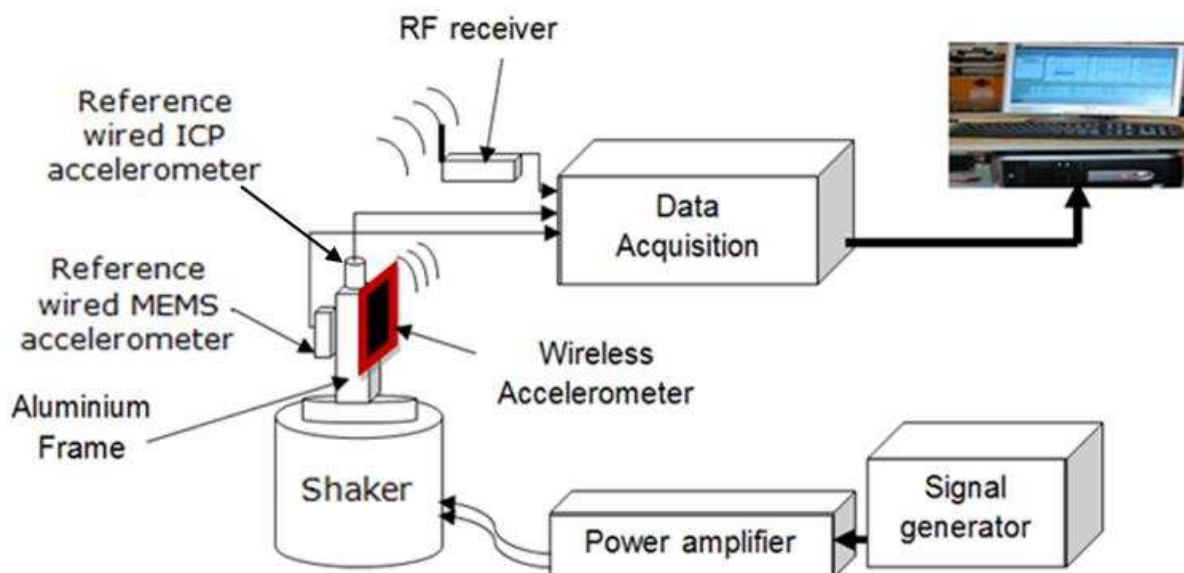 RF receiver
Reference
wired ICP
accelerometer
Data
Acquisition
Reference
wired MEMS
accelerometer
Wireless
Accelerometer
Aluminium
Frame
Shaker
Power amplifier
Signal
generator